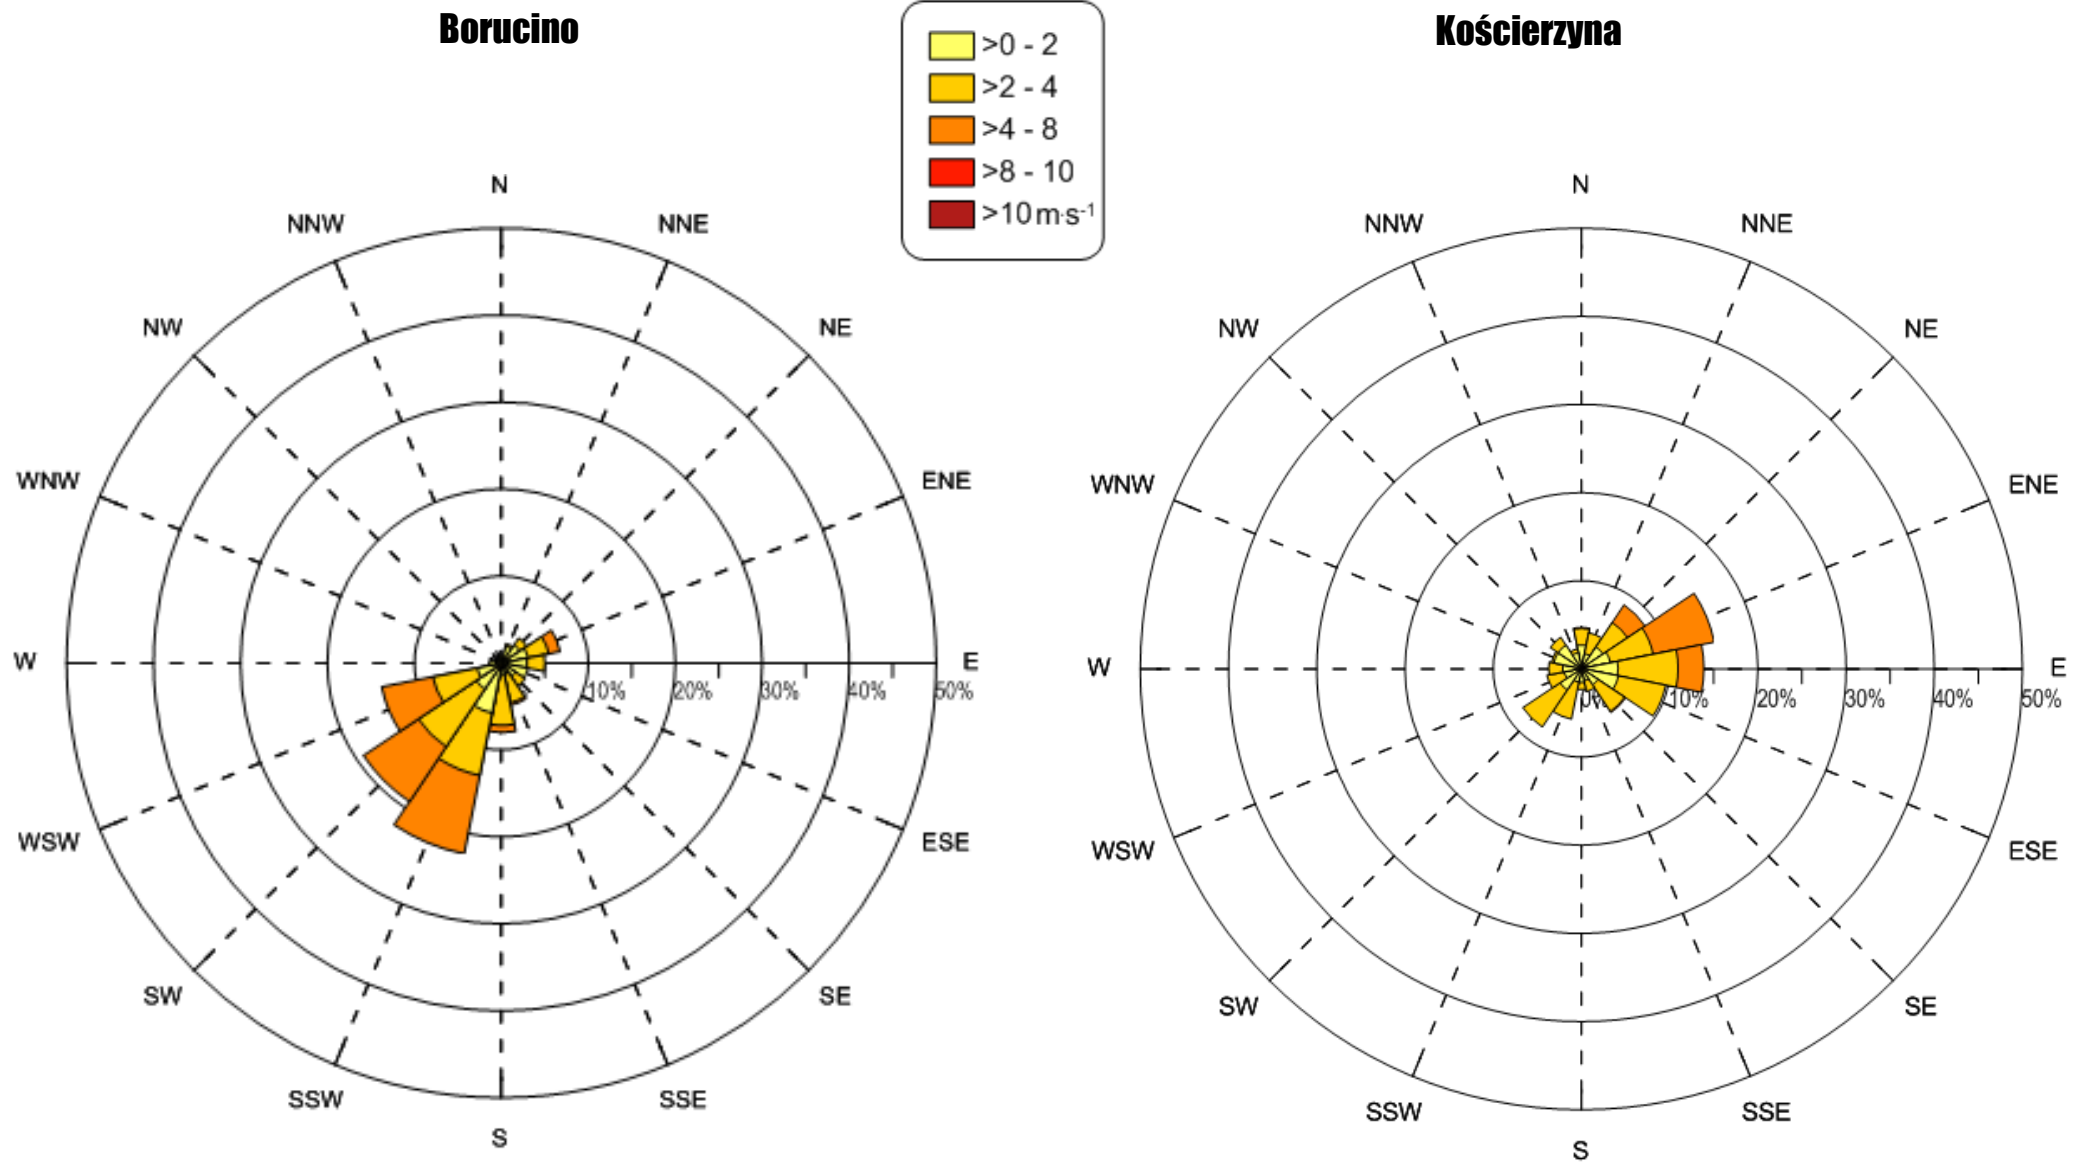 Borucino
Kościerzyna
>0 - 2
>2 - 4
>4 - 8
>8 - 10
>10 m·s⁻¹
N
NNW NNE
NW NE
WNW ENE
W E
10% 20% 30% 40% 50%
WSW ESE
SW SE
SSW SSE
S
N
NNW NNE
NW NE
WNW ENE
W E
0% 10% 20% 30% 40% 50%
WSW ESE
SW SE
SSW SSE
S